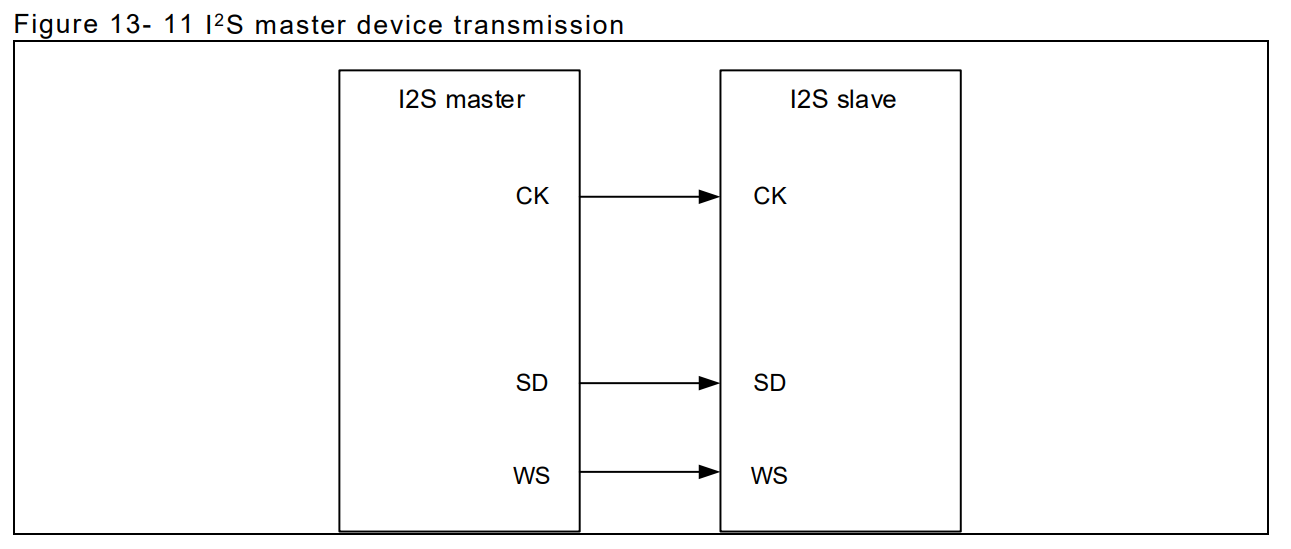 Figure 13- 11 I²S master device transmission
I2S master I2S slave
CK CK
SD SD
WS WS